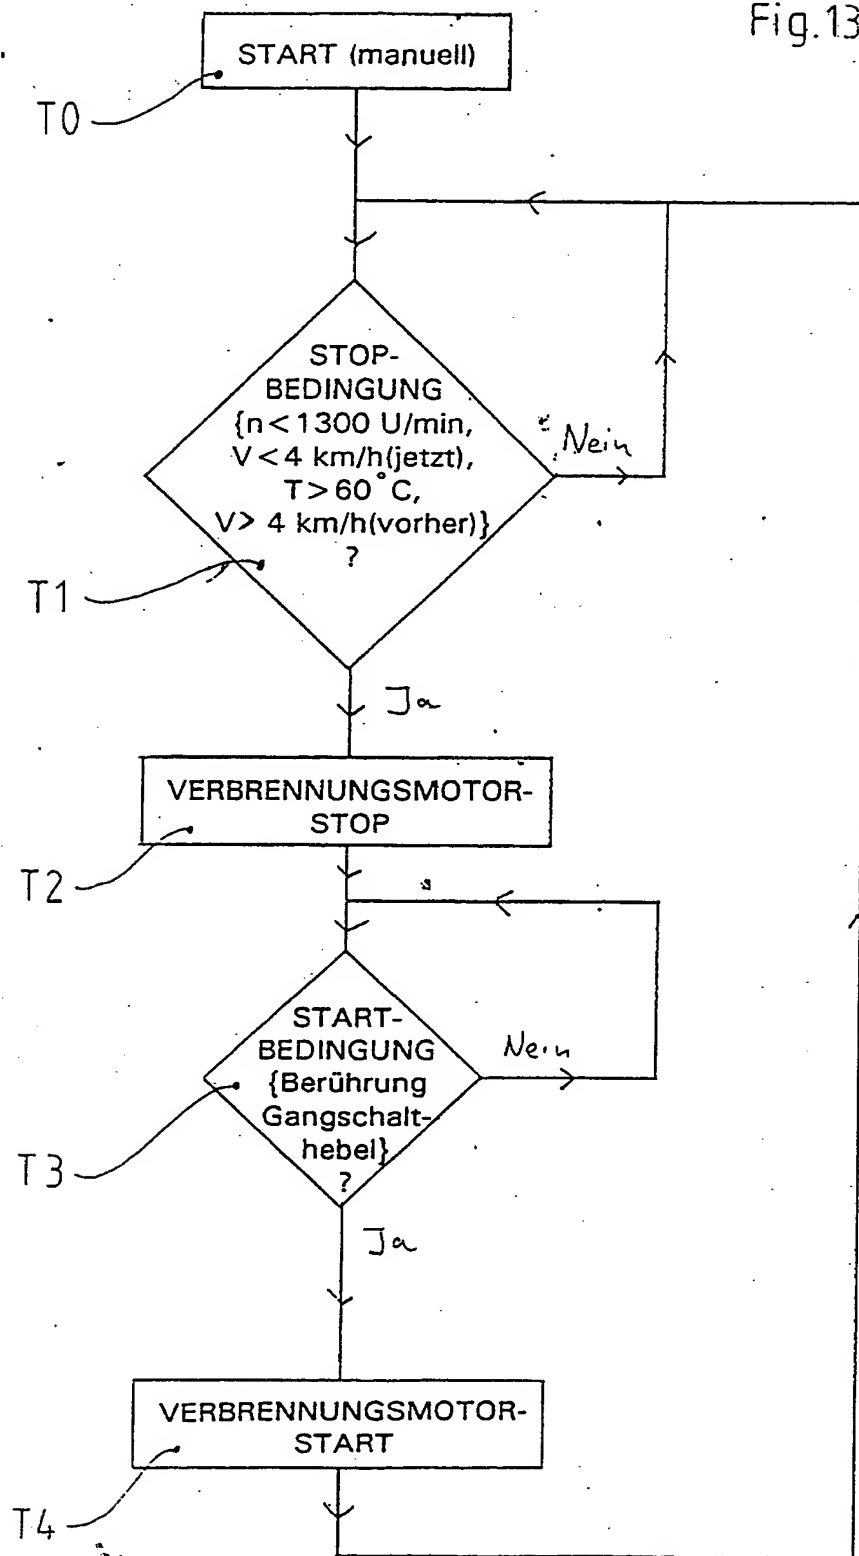 Fig.13
START (manuell)
T0
STOP-
BEDINGUNG
{n<1300 U/min,
V<4 km/h(jetzt),
T>60°C,
V> 4 km/h(vorher)}
?
Nein
T1
Ja
VERBRENNUNGSMOTOR-
STOP
T2
START-
BEDINGUNG
{Berührung
Gangschalt-
hebel}
?
Nein
T3
Ja
VERBRENNUNGSMOTOR-
START
T4